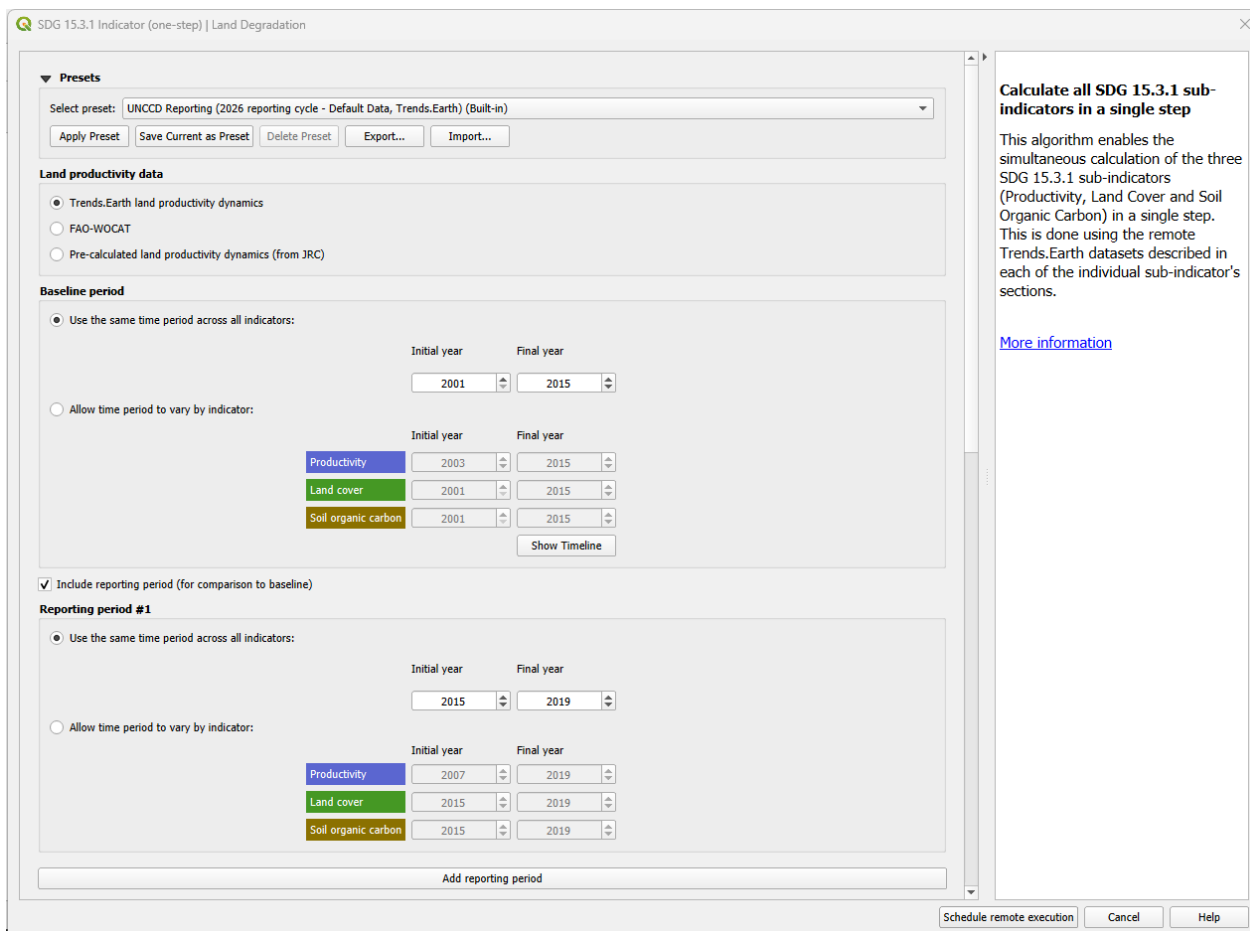 SDG 15.3.1 Indicator (one-step) | Land Degradation
Presets
Select preset: UNCCD Reporting (2026 reporting cycle - Default Data, Trends.Earth) (Built-in)
Apply Preset Save Current as Preset Delete Preset Export... Import...
Land productivity data
Trends.Earth land productivity dynamics
FAO-WOCAT
Pre-calculated land productivity dynamics (from JRC)
Baseline period
Use the same time period across all indicators:
Initial year Final year
2001 2015
Allow time period to vary by indicator:
Initial year Final year
Productivity 2003 2015
Land cover 2001 2015
Soil organic carbon 2001 2015
Show Timeline
Include reporting period (for comparison to baseline)
Reporting period #1
Use the same time period across all indicators:
Initial year Final year
2015 2019
Allow time period to vary by indicator:
Initial year Final year
Productivity 2007 2019
Land cover 2015 2019
Soil organic carbon 2015 2019
Add reporting period
Calculate all SDG 15.3.1 sub-
indicators in a single step
This algorithm enables the
simultaneous calculation of the three
SDG 15.3.1 sub-indicators
(Productivity, Land Cover and Soil
Organic Carbon) in a single step.
This is done using the remote
Trends.Earth datasets described in
each of the individual sub-indicator's
sections.
More information
Schedule remote execution Cancel Help